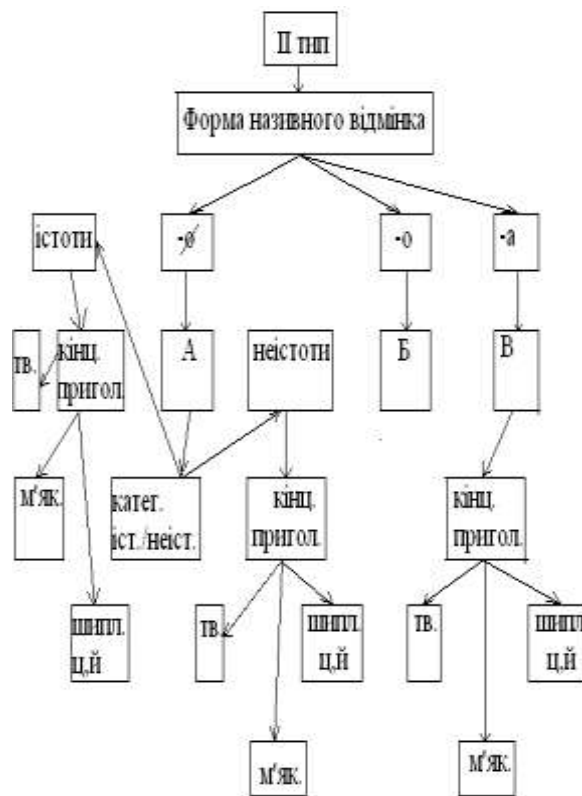 II тип
Форма називного відмінка
істоти
-ø
-о
-а
тв.
кінц.
пригол.
А
неістоти
Б
В
м'як.
катег.
іст./неіст.
кінц.
пригол.
кінц.
пригол.
шипл.
ц,й
тв.
шипл.
ц,й
тв.
шипл.
ц,й
м'як.
м'як.